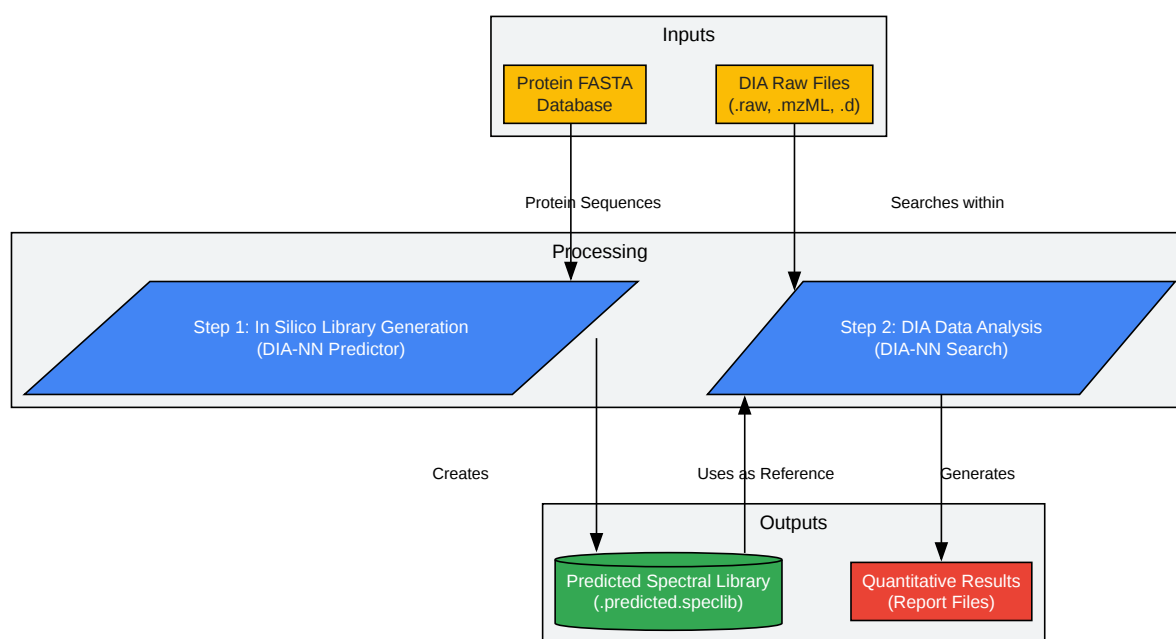 Inputs
Protein FASTA
Database
DIA Raw Files
(.raw, .mzML, .d)
Protein Sequences
Searches within
Processing
Step 1: In Silico Library Generation
(DIA-NN Predictor)
Step 2: DIA Data Analysis
(DIA-NN Search)
Creates
Uses as Reference
Generates
Outputs
Predicted Spectral Library
(.predicted.speclib)
Quantitative Results
(Report Files)